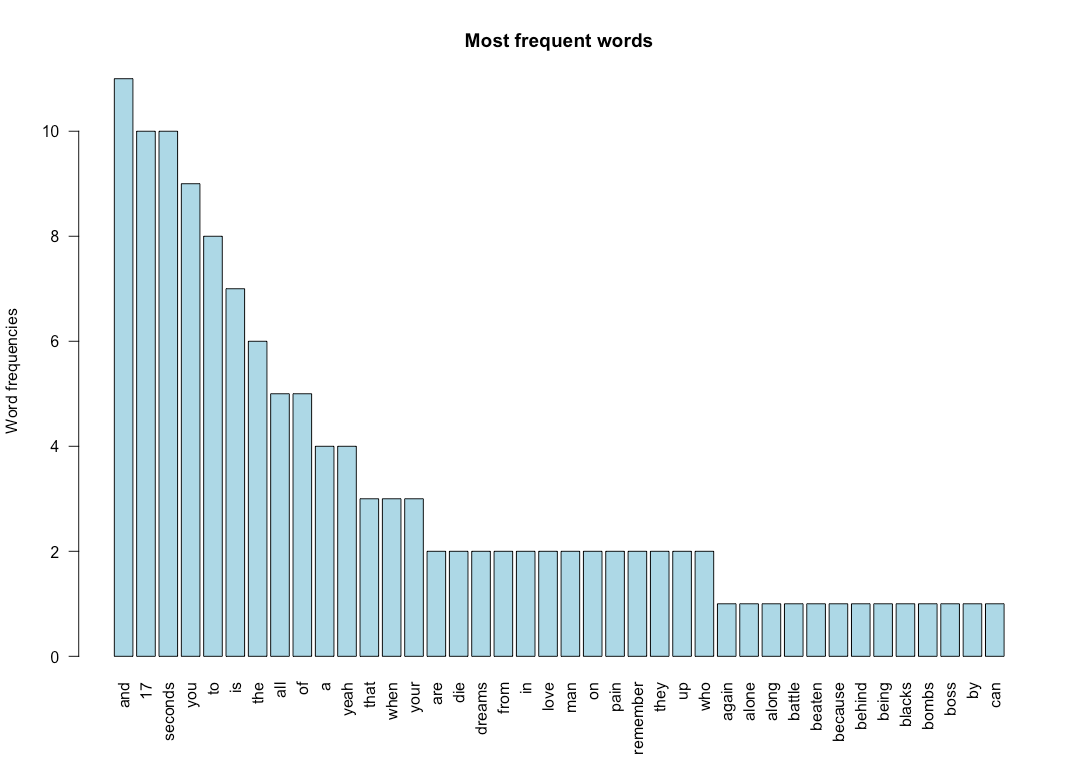 Most frequent words
Word frequencies
10
8
6
4
2
0
and
17
seconds
you
to
is
the
all
of
a
yeah
that
when
your
are
die
dreams
from
in
love
man
on
pain
remember
they
up
who
again
alone
along
battle
beaten
because
behind
being
blacks
bombs
boss
by
can